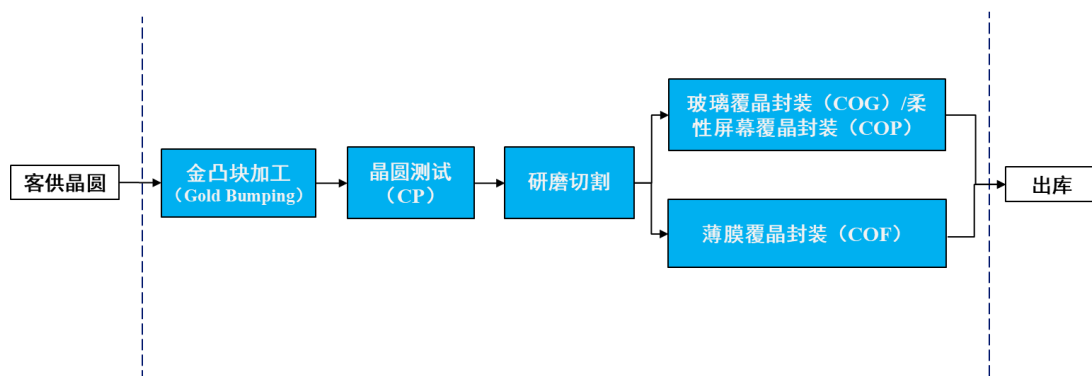 客供晶圆
金凸块加工
（Gold Bumping）
晶圆测试
（CP）
研磨切割
玻璃覆晶封装（COG）/柔
性屏幕覆晶封装（COP）
薄膜覆晶封装（COF）
出库